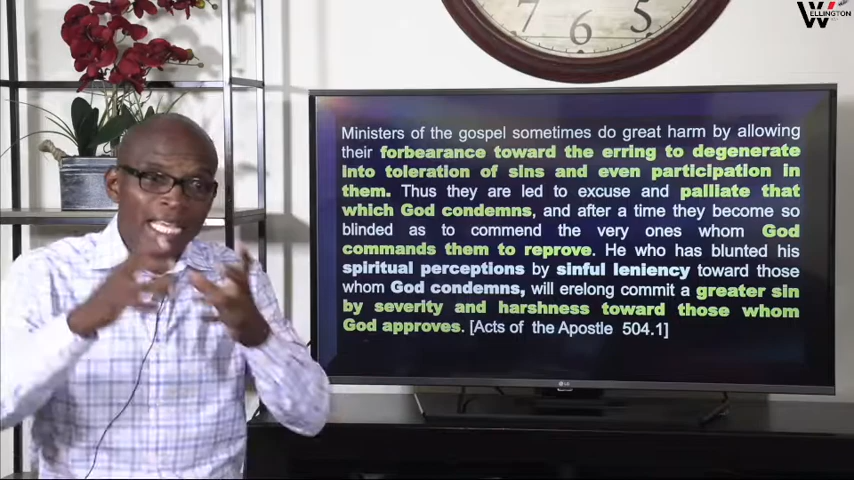 WELLINGTON
7 6 5
Ministers of the gospel sometimes do great harm by allowing
their forbearance toward the erring to degenerate
into toleration of sins and even participation in
them. Thus they are led to excuse and palliate that
which God condemns, and after a time they become so
blinded as to commend the very ones whom God
commands them to reprove. He who has blunted his
spiritual perceptions by sinful leniency toward those
whom God condemns, will erelong commit a greater sin
by severity and harshness toward those whom
God approves. [Acts of the Apostle 504.1]
LG